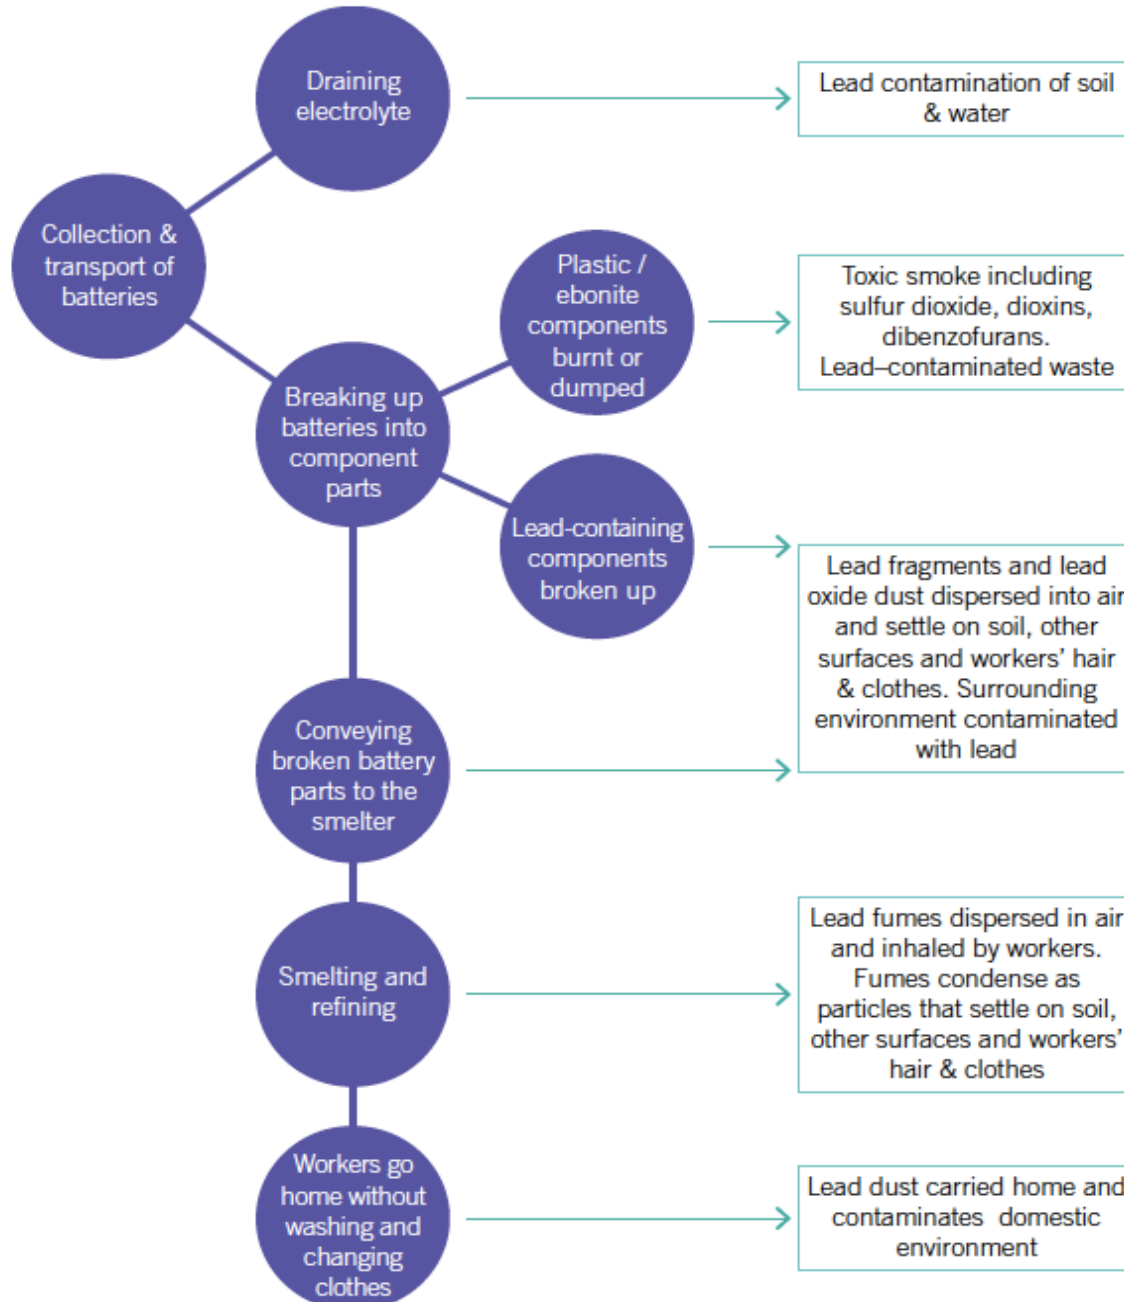 Draining
electrolyte
Lead contamination of soil
& water
Collection &
transport of
batteries
Plastic /
ebonite
components
burnt or
dumped
Toxic smoke including
sulfur dioxide, dioxins,
dibenzofurans.
Lead–contaminated waste
Breaking up
batteries into
component
parts
Lead-containing
components
broken up
Lead fragments and lead
oxide dust dispersed into air
and settle on soil, other
surfaces and workers’ hair
& clothes. Surrounding
environment contaminated
with lead
Conveying
broken battery
parts to the
smelter
Smelting and
refining
Lead fumes dispersed in air
and inhaled by workers.
Fumes condense as
particles that settle on soil,
other surfaces and workers’
hair & clothes
Workers go
home without
washing and
changing
clothes
Lead dust carried home and
contaminates domestic
environment